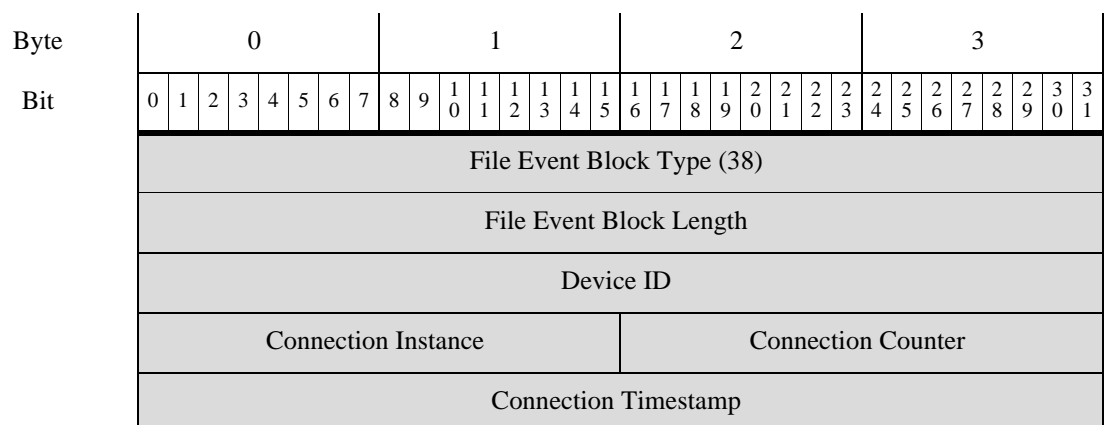 Byte 0 1 2 3
Bit 0 1 2 3 4 5 6 7 8 9 10 11 12 13 14 15 16 17 18 19 20 21 22 23 24 25 26 27 28 29 30 31
File Event Block Type (38)
File Event Block Length
Device ID
Connection Instance Connection Counter
Connection Timestamp